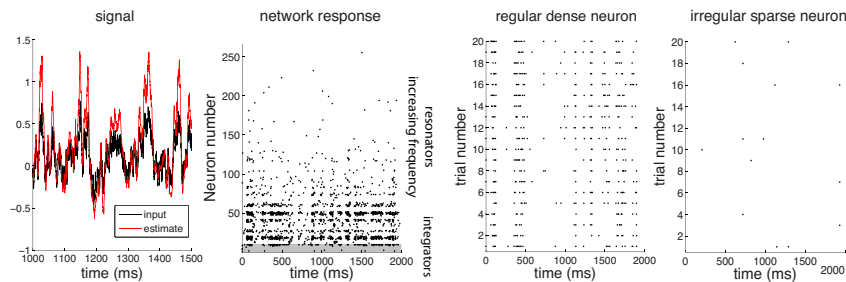 signal
1.5
1
0.5
0
−0.5
−1
1000 1100 1200 1300 1400 1500
time (ms)
input
estimate
network response
Neuron number
250
200
150
100
50
0 500 1000 1500 2000
time (ms)
resonators
increasing frequency
integrators
regular dense neuron
trial number
20
18
16
14
12
10
8
6
4
2
0 500 1000 1500 2000
time (ms)
irregular sparse neuron
trial number
20
18
16
14
12
10
8
6
4
2
0 500 1000 1500
2000
time (ms)